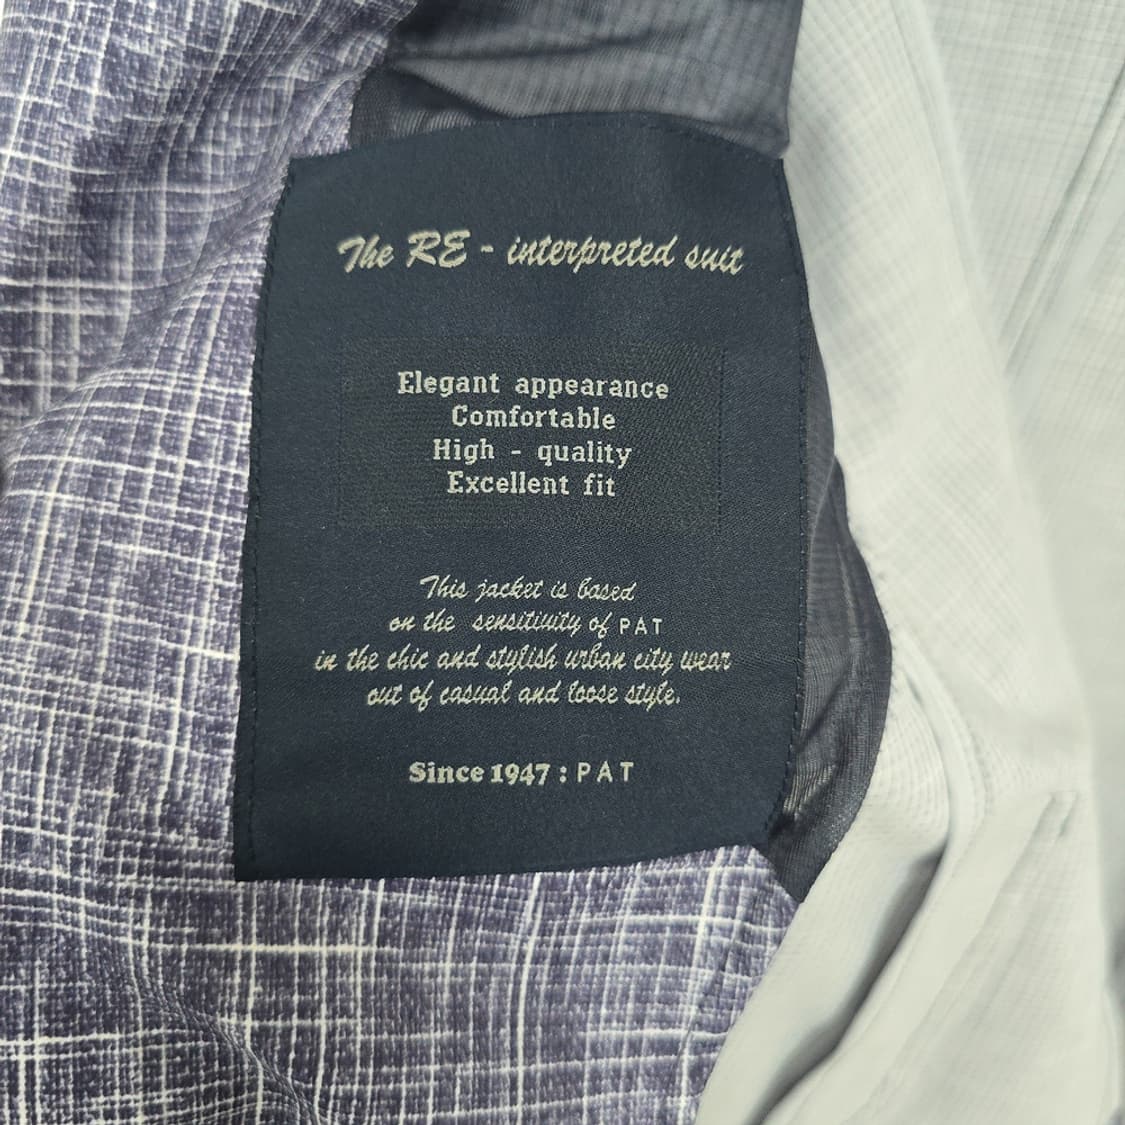 The RE - interpreted suit
Elegant appearance
Comfortable
High - quality
Excellent fit
This jacket is based
on the sensitivity of PAT
in the chic and stylish urban city wear
out of casual and loose style.
Since 1947 : PAT